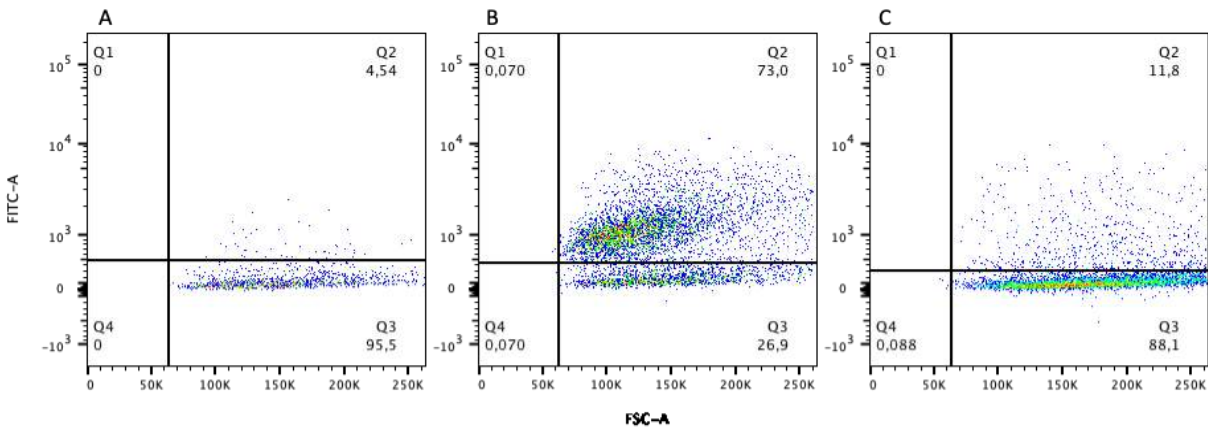 A B C
Q1 Q2 Q1 Q2 Q1 Q2
0 4,54 0,070 73,0 0 11,8
10^5 10^5 10^5
10^4 10^4 10^4
FITC-A
10^3 10^3 10^3
0 0 0
Q4 Q3 Q4 Q3 Q4 Q3
0 95,5 0,070 26,9 0,088 88,1
-10^3 -10^3 -10^3
0 50K 100K 150K 200K 250K 0 50K 100K 150K 200K 250K 0 50K 100K 150K 200K 250K
FSC-A